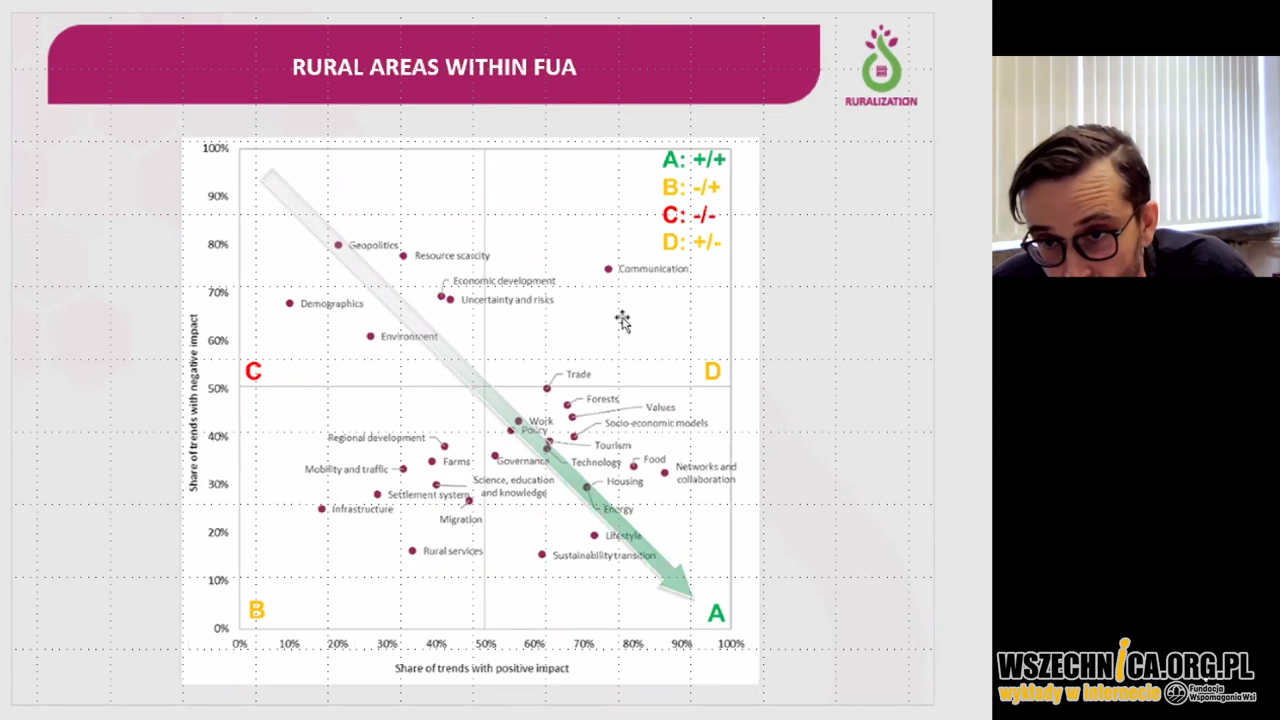 RURAL AREAS WITHIN FUA
RURALIZATION
A: +/+
B: -/+
C: -/-
D: +/-
Share of trends with negative impact
100%
90%
80%
70%
60%
50%
40%
30%
20%
10%
0%
Geopolitics
Resource scarcity
Communication
Economic development
Uncertainty and risks
Demographics
Environment
C
D
Trade
Forests
Values
Work
Socio-economic models
Policy
Regional development
Tourism
Farms
Governance
Technology
Food
Mobility and traffic
Networks and
collaboration
Science, education
and knowledge
Housing
Settlement system
Infrastructure
Energy
Migration
Lifestyle
Rural services
Sustainability transition
B
A
0%
10%
20%
30%
40%
50%
60%
70%
80%
90%
100%
Share of trends with positive impact
WSZECHNiCA.ORG.PL
wykłady w internecie
Fundacja
Wspomagania Wsi